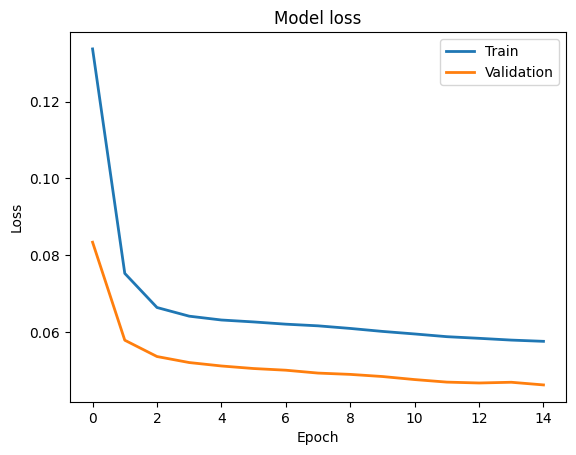 Model loss
Train
Validation
0.12
0.10
0.08
0.06
Loss
0 2 4 6 8 10 12 14
Epoch